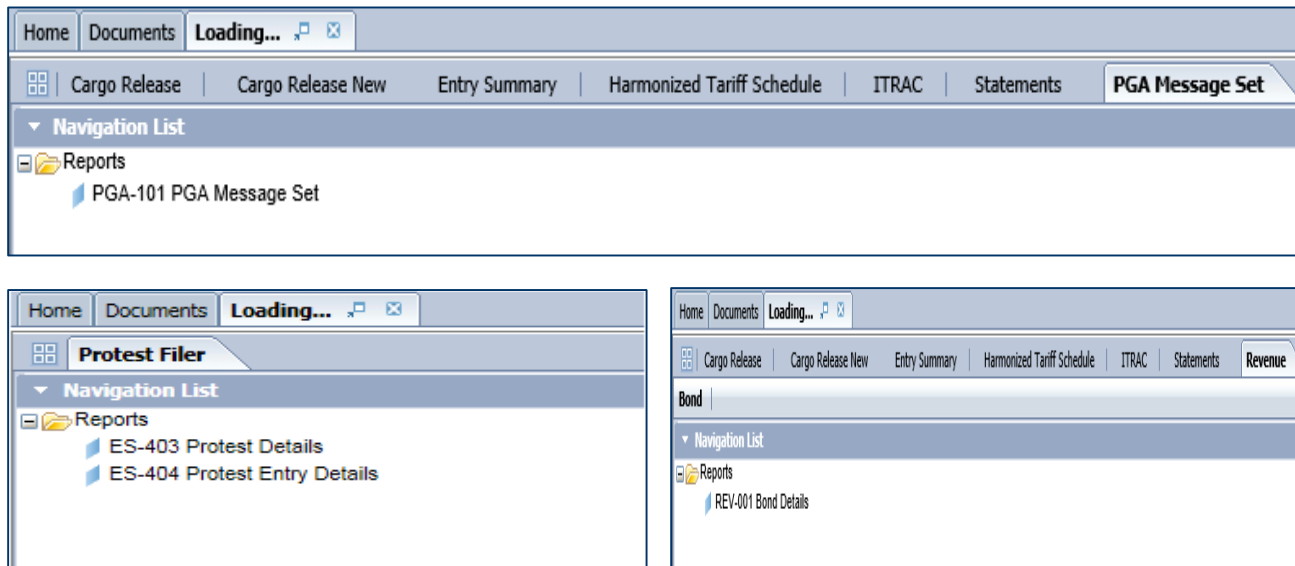 Home Documents Loading...
Cargo Release Cargo Release New Entry Summary Harmonized Tariff Schedule ITRAC Statements PGA Message Set
Navigation List
Reports
PGA-101 PGA Message Set
Home Documents Loading...
Protest Filer
Navigation List
Reports
ES-403 Protest Details
ES-404 Protest Entry Details
Home Documents Loading...
Cargo Release Cargo Release New Entry Summary Harmonized Tariff Schedule ITRAC Statements Revenue
Bond
Navigation List
Reports
REV-001 Bond Details